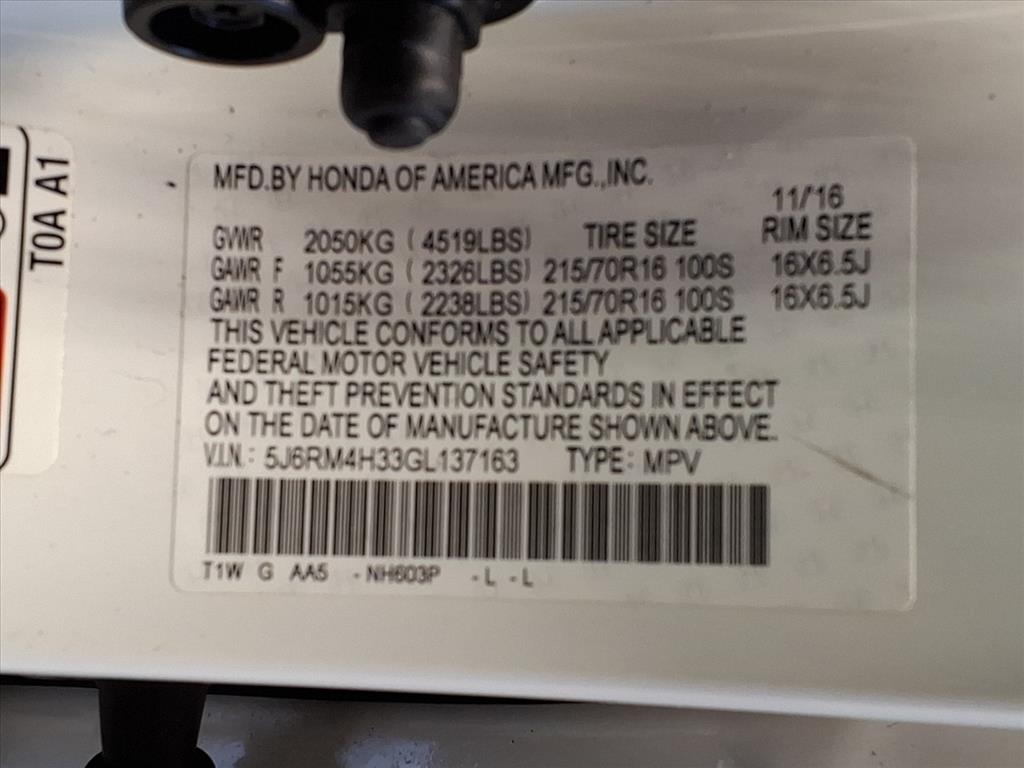 T0A A1
MFD.BY HONDA OF AMERICA MFG.,INC.
11/'16
GVWR 2050KG ( 4519LBS) TIRE SIZE RIM SIZE
GAWR F 1055KG ( 2326LBS) 215/70R16 100S 16X6.5J
GAWR R 1015KG ( 2238LBS) 215/70R16 100S 16X6.5J
THIS VEHICLE CONFORMS TO ALL APPLICABLE
FEDERAL MOTOR VEHICLE SAFETY
AND THEFT PREVENTION STANDARDS IN EFFECT
ON THE DATE OF MANUFACTURE SHOWN ABOVE.
V.I.N.: 5J6RM4H33GL137163 TYPE: MPV
T1W G AA5 - NH603P - L - L